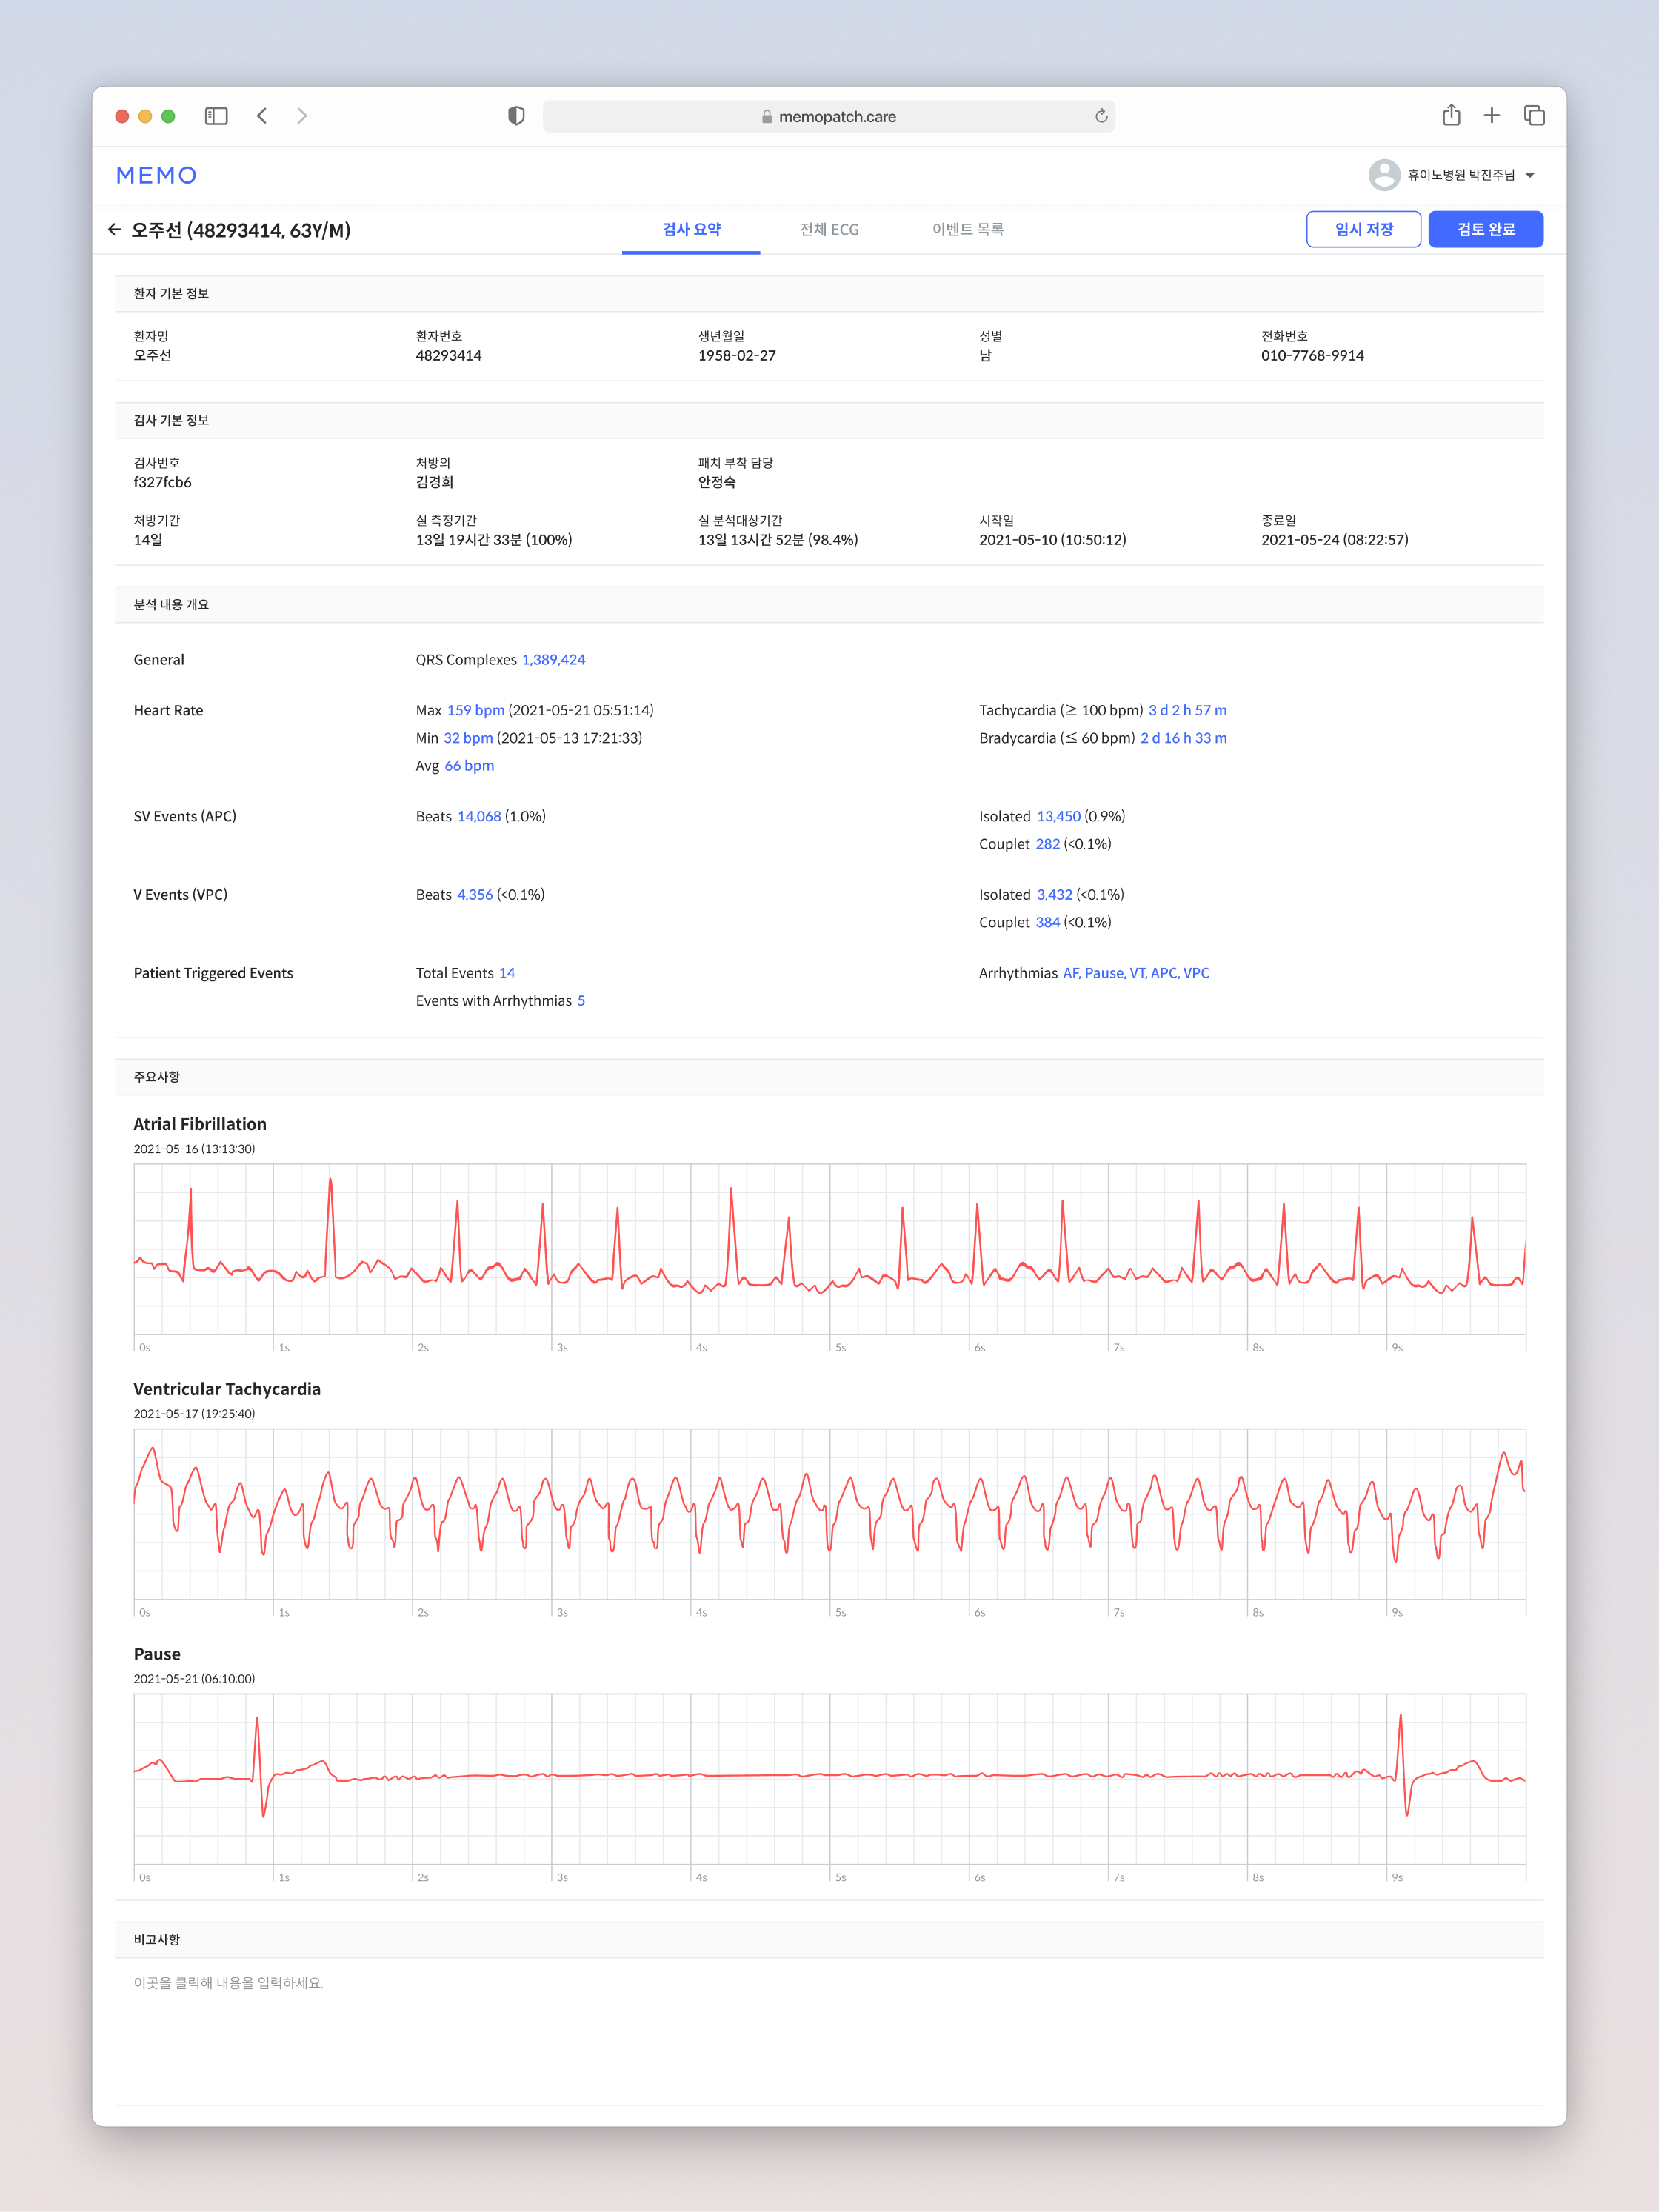 memopatch.care
MEMO
휴이노병원 박진주님
오주선 (48293414, 63Y/M)
검사 요약
전체 ECG
이벤트 목록
임시 저장
검토 완료
환자 기본 정보
환자명
오주선
환자번호
48293414
생년월일
1958-02-27
성별
남
전화번호
010-7768-9914
검사 기본 정보
검사번호
f327fcb6
처방의
김경희
패치 부착 담당
안정숙
처방기간
14일
실 측정기간
13일 19시간 33분 (100%)
실 분석대상기간
13일 13시간 52분 (98.4%)
시작일
2021-05-10 (10:50:12)
종료일
2021-05-24 (08:22:57)
분석 내용 개요
General
QRS Complexes 1,389,424
Heart Rate
Max 159 bpm (2021-05-21 05:51:14)
Min 32 bpm (2021-05-13 17:21:33)
Avg 66 bpm
Tachycardia (≥ 100 bpm) 3 d 2 h 57 m
Bradycardia (≤ 60 bpm) 2 d 16 h 33 m
SV Events (APC)
Beats 14,068 (1.0%)
Isolated 13,450 (0.9%)
Couplet 282 (<0.1%)
V Events (VPC)
Beats 4,356 (<0.1%)
Isolated 3,432 (<0.1%)
Couplet 384 (<0.1%)
Patient Triggered Events
Total Events 14
Events with Arrhythmias 5
Arrhythmias AF, Pause, VT, APC, VPC
주요사항
Atrial Fibrillation
2021-05-16 (13:13:30)
0s 1s 2s 3s 4s 5s 6s 7s 8s 9s
Ventricular Tachycardia
2021-05-17 (19:25:40)
0s 1s 2s 3s 4s 5s 6s 7s 8s 9s
Pause
2021-05-21 (06:10:00)
0s 1s 2s 3s 4s 5s 6s 7s 8s 9s
비고사항
이곳을 클릭해 내용을 입력하세요.